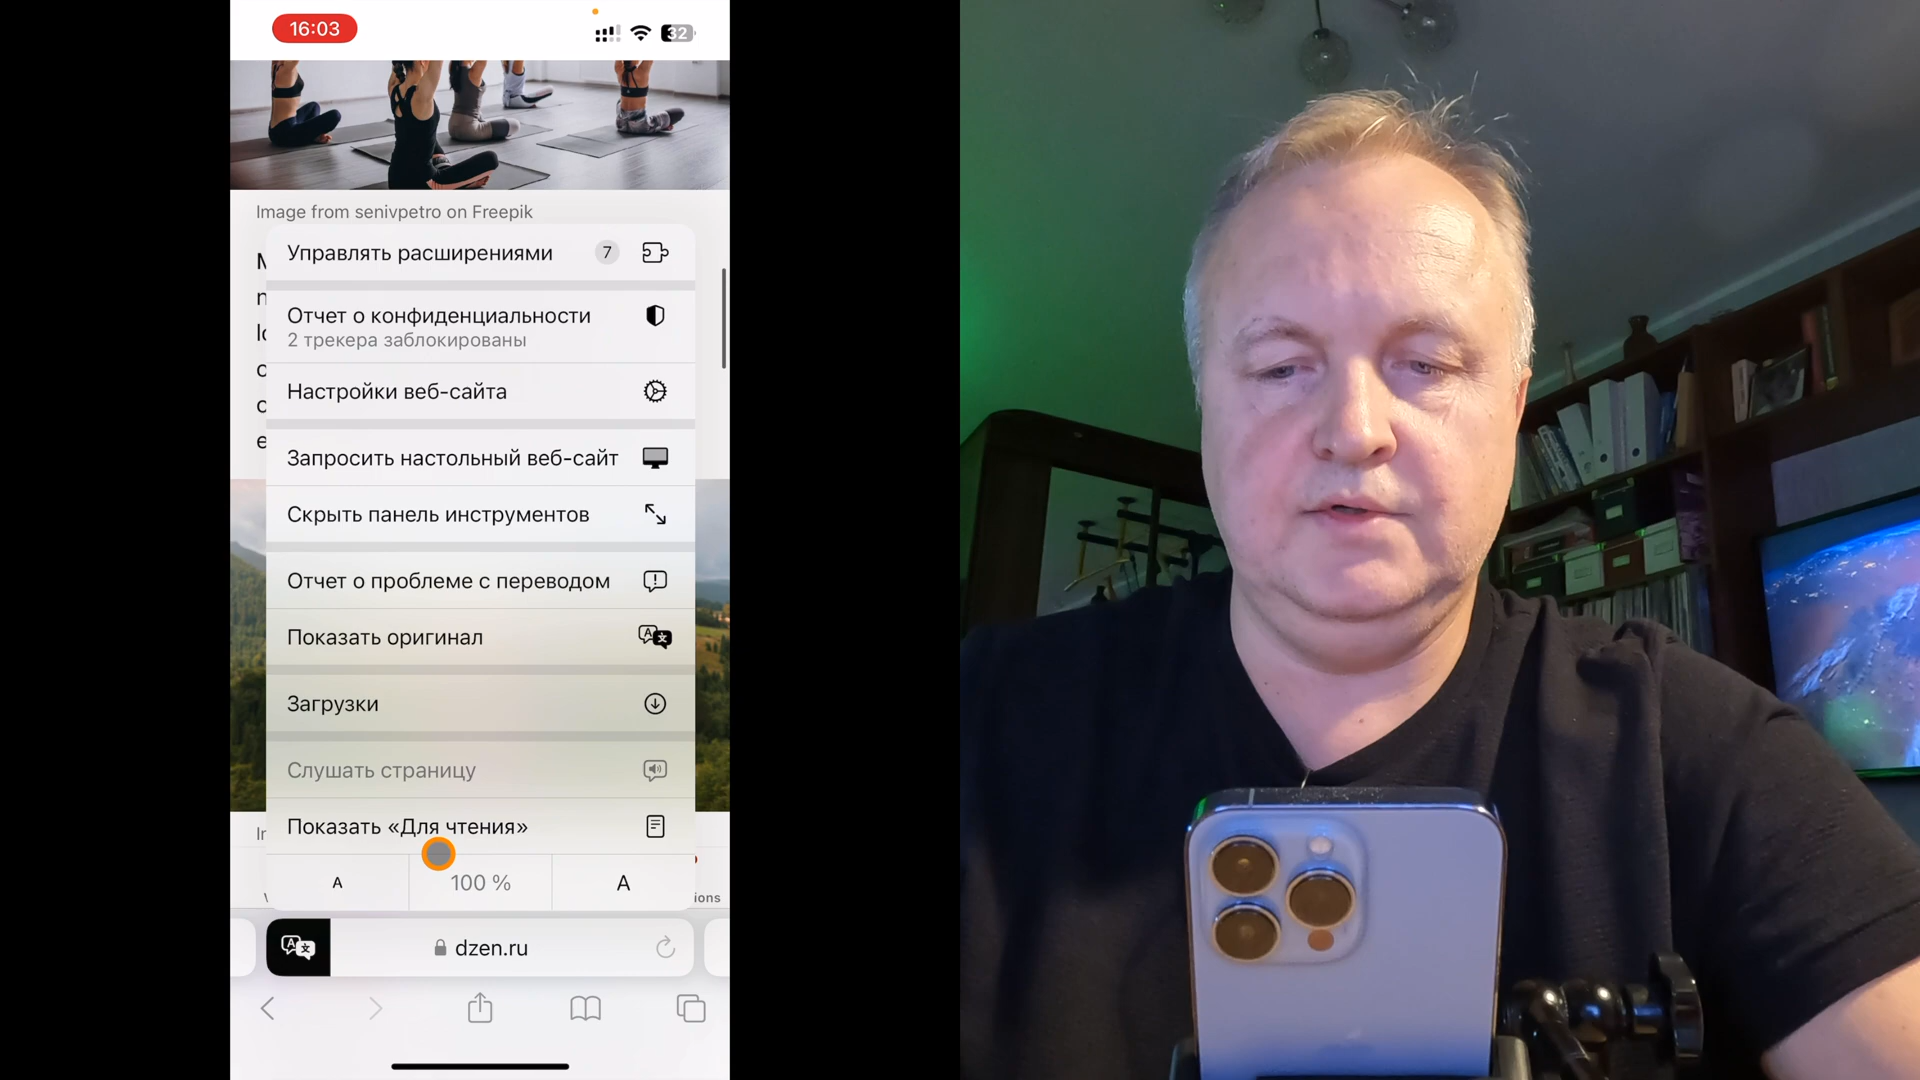 16:03
32
Image from senivpetro on Freepik
Управлять расширениями 7
Отчет о конфиденциальности
2 трекера заблокированы
Настройки веб-сайта
Запросить настольный веб-сайт
Скрыть панель инструментов
Отчет о проблеме с переводом
Показать оригинал
Загрузки
Слушать страницу
Показать «Для чтения»
A 100 % A
ions
dzen.ru